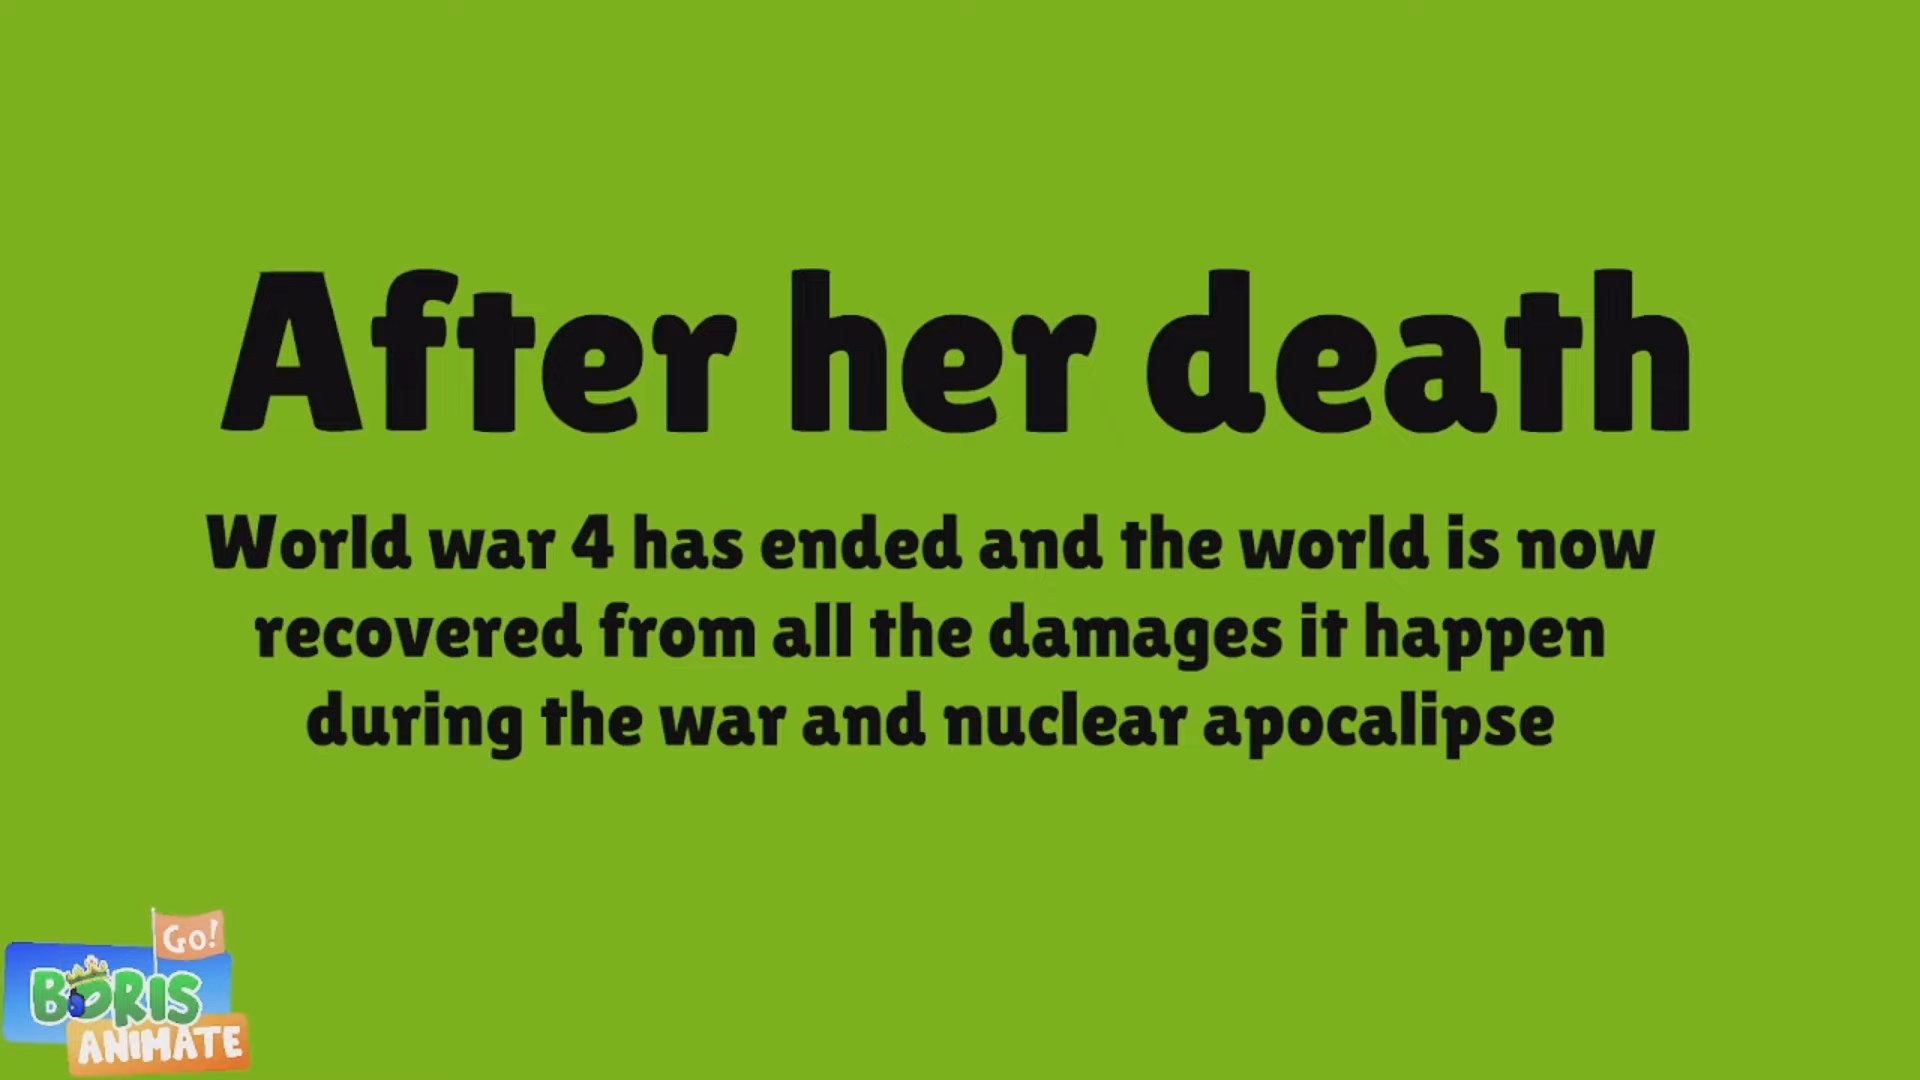 After her death
World war 4 has ended and the world is now
recovered from all the damages it happen
during the war and nuclear apocalipse
Go!
BORIS
ANIMATE